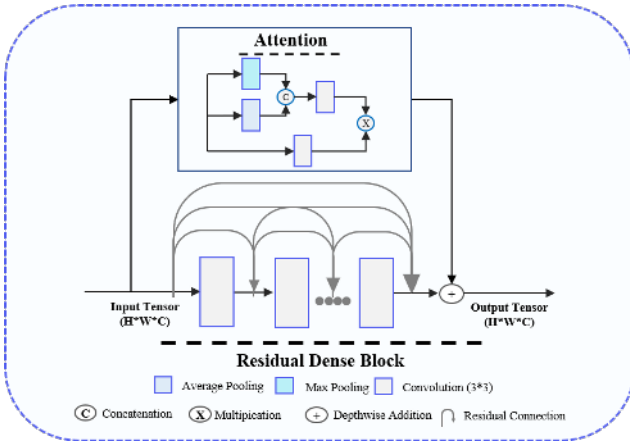 Attention
C
X
Input Tensor
(H*W*C)
+
Output Tensor
(H*W*C)
Residual Dense Block
Average Pooling
Max Pooling
Convolution (3*3)
C Concatenation
X Multipication
+ Depthwise Addition
Residual Connection